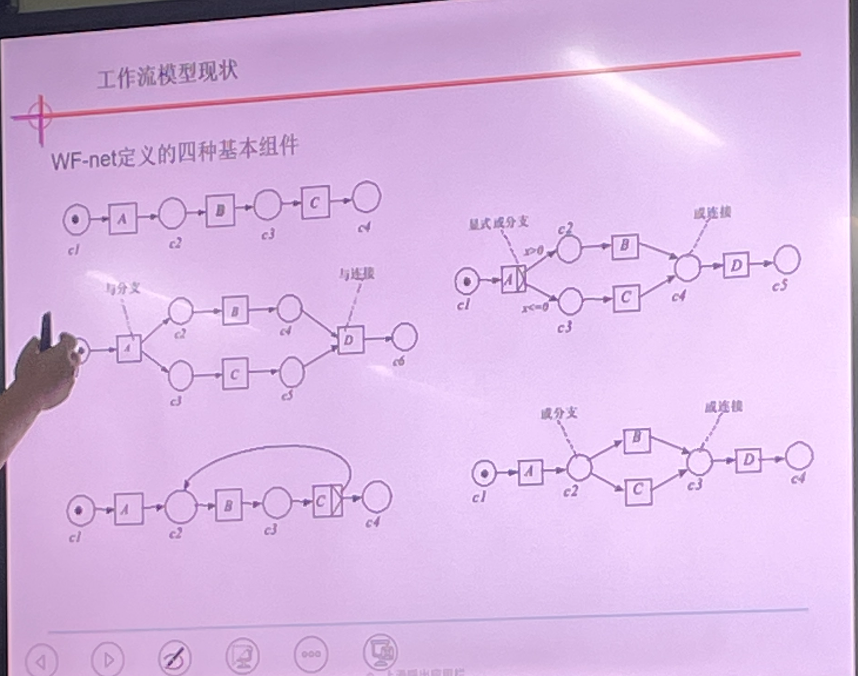 工作流模型现状
WF-net定义的四种基本组件
A
B
C
c1
c2
c3
c4
与分支
与连接
A
B
C
D
c2
c3
c4
c5
c6
A
B
C
c1
c2
c3
c4
显式或分支
或连接
x>0
x<=0
A
B
C
D
c1
c2
c3
c4
c5
或分支
或连接
A
B
C
D
c1
c2
c3
c4